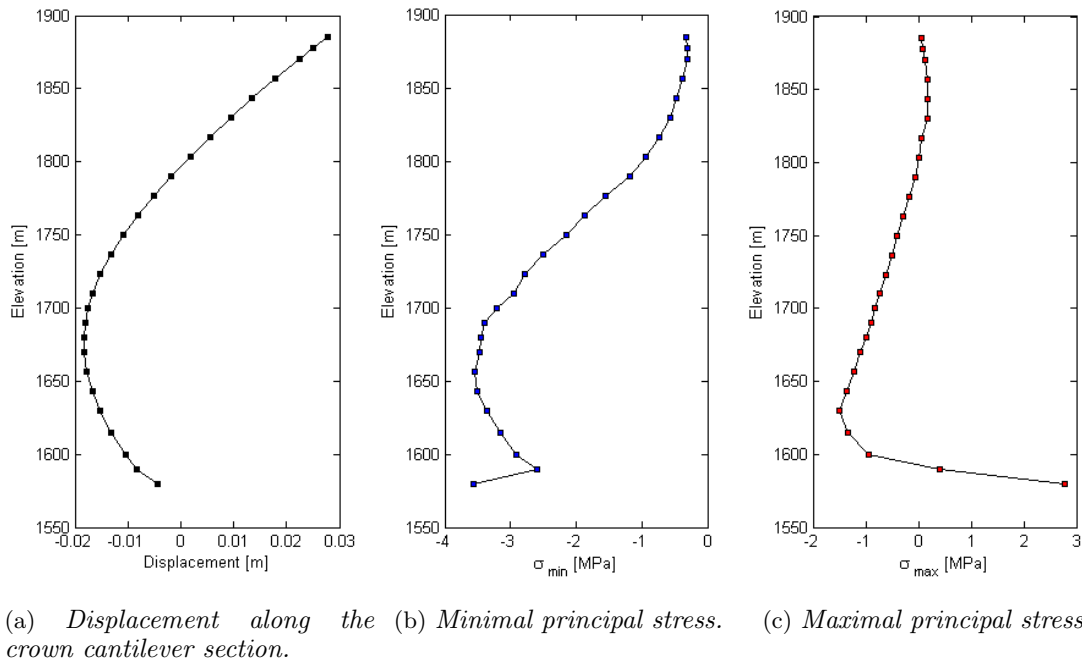 1900
1850
1800
1750
1700
1650
1600
1550
Elevation [m]
-0.02 -0.01 0 0.01 0.02 0.03
Displacement [m]
1900
1850
1800
1750
1700
1650
1600
1550
Elevation [m]
-4 -3 -2 -1 0
σ min [MPa]
1900
1850
1800
1750
1700
1650
1600
1550
Elevation [m]
-2 -1 0 1 2 3
σ max [MPa]
(a) Displacement along the
crown cantilever section.
(b) Minimal principal stress.
(c) Maximal principal stress